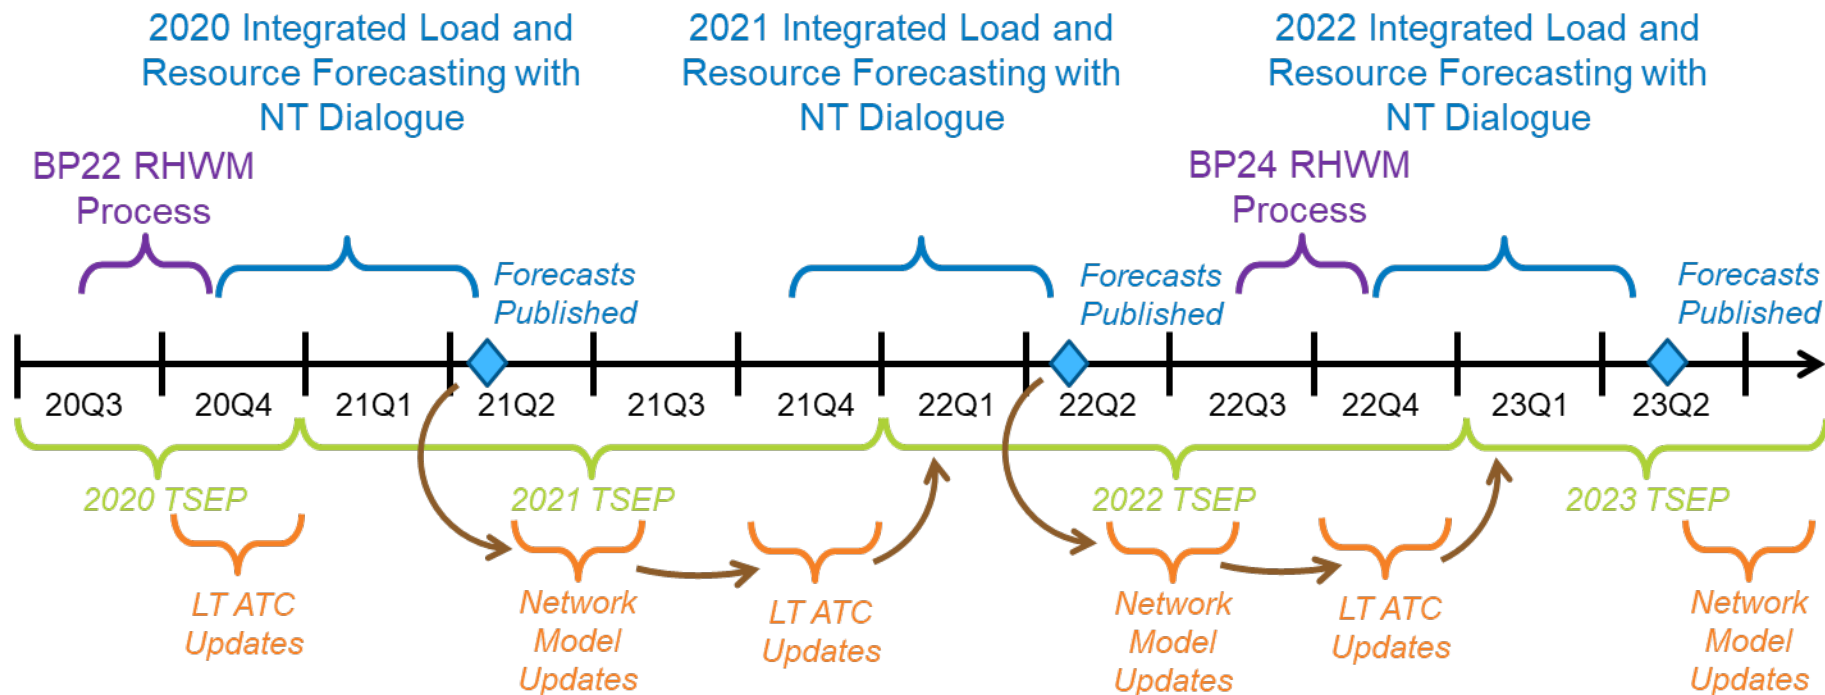 2020 Integrated Load and
Resource Forecasting with
NT Dialogue
2021 Integrated Load and
Resource Forecasting with
NT Dialogue
2022 Integrated Load and
Resource Forecasting with
NT Dialogue
BP22 RHWM
Process
BP24 RHWM
Process
Forecasts
Published
Forecasts
Published
Forecasts
Published
20Q3
20Q4
21Q1
21Q2
21Q3
21Q4
22Q1
22Q2
22Q3
22Q4
23Q1
23Q2
2020 TSEP
2021 TSEP
2022 TSEP
2023 TSEP
LT ATC
Updates
Network
Model
Updates
LT ATC
Updates
Network
Model
Updates
LT ATC
Updates
Network
Model
Updates